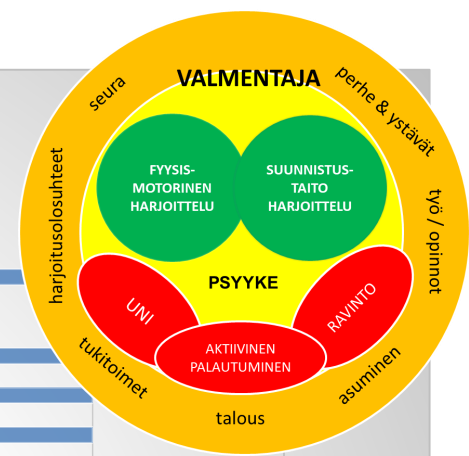 VALMENTAJA
seura
perhe & ystävät
harjoitusolosuhteet
työ / opinnot
FYYSIS-
MOTORINEN
HARJOITTELU
SUUNNISTUS-
TAITO
HARJOITTELU
PSYYKE
UNI
RAVINTO
AKTIIVINEN
PALAUTUMINEN
tukitoimet
asuminen
talous